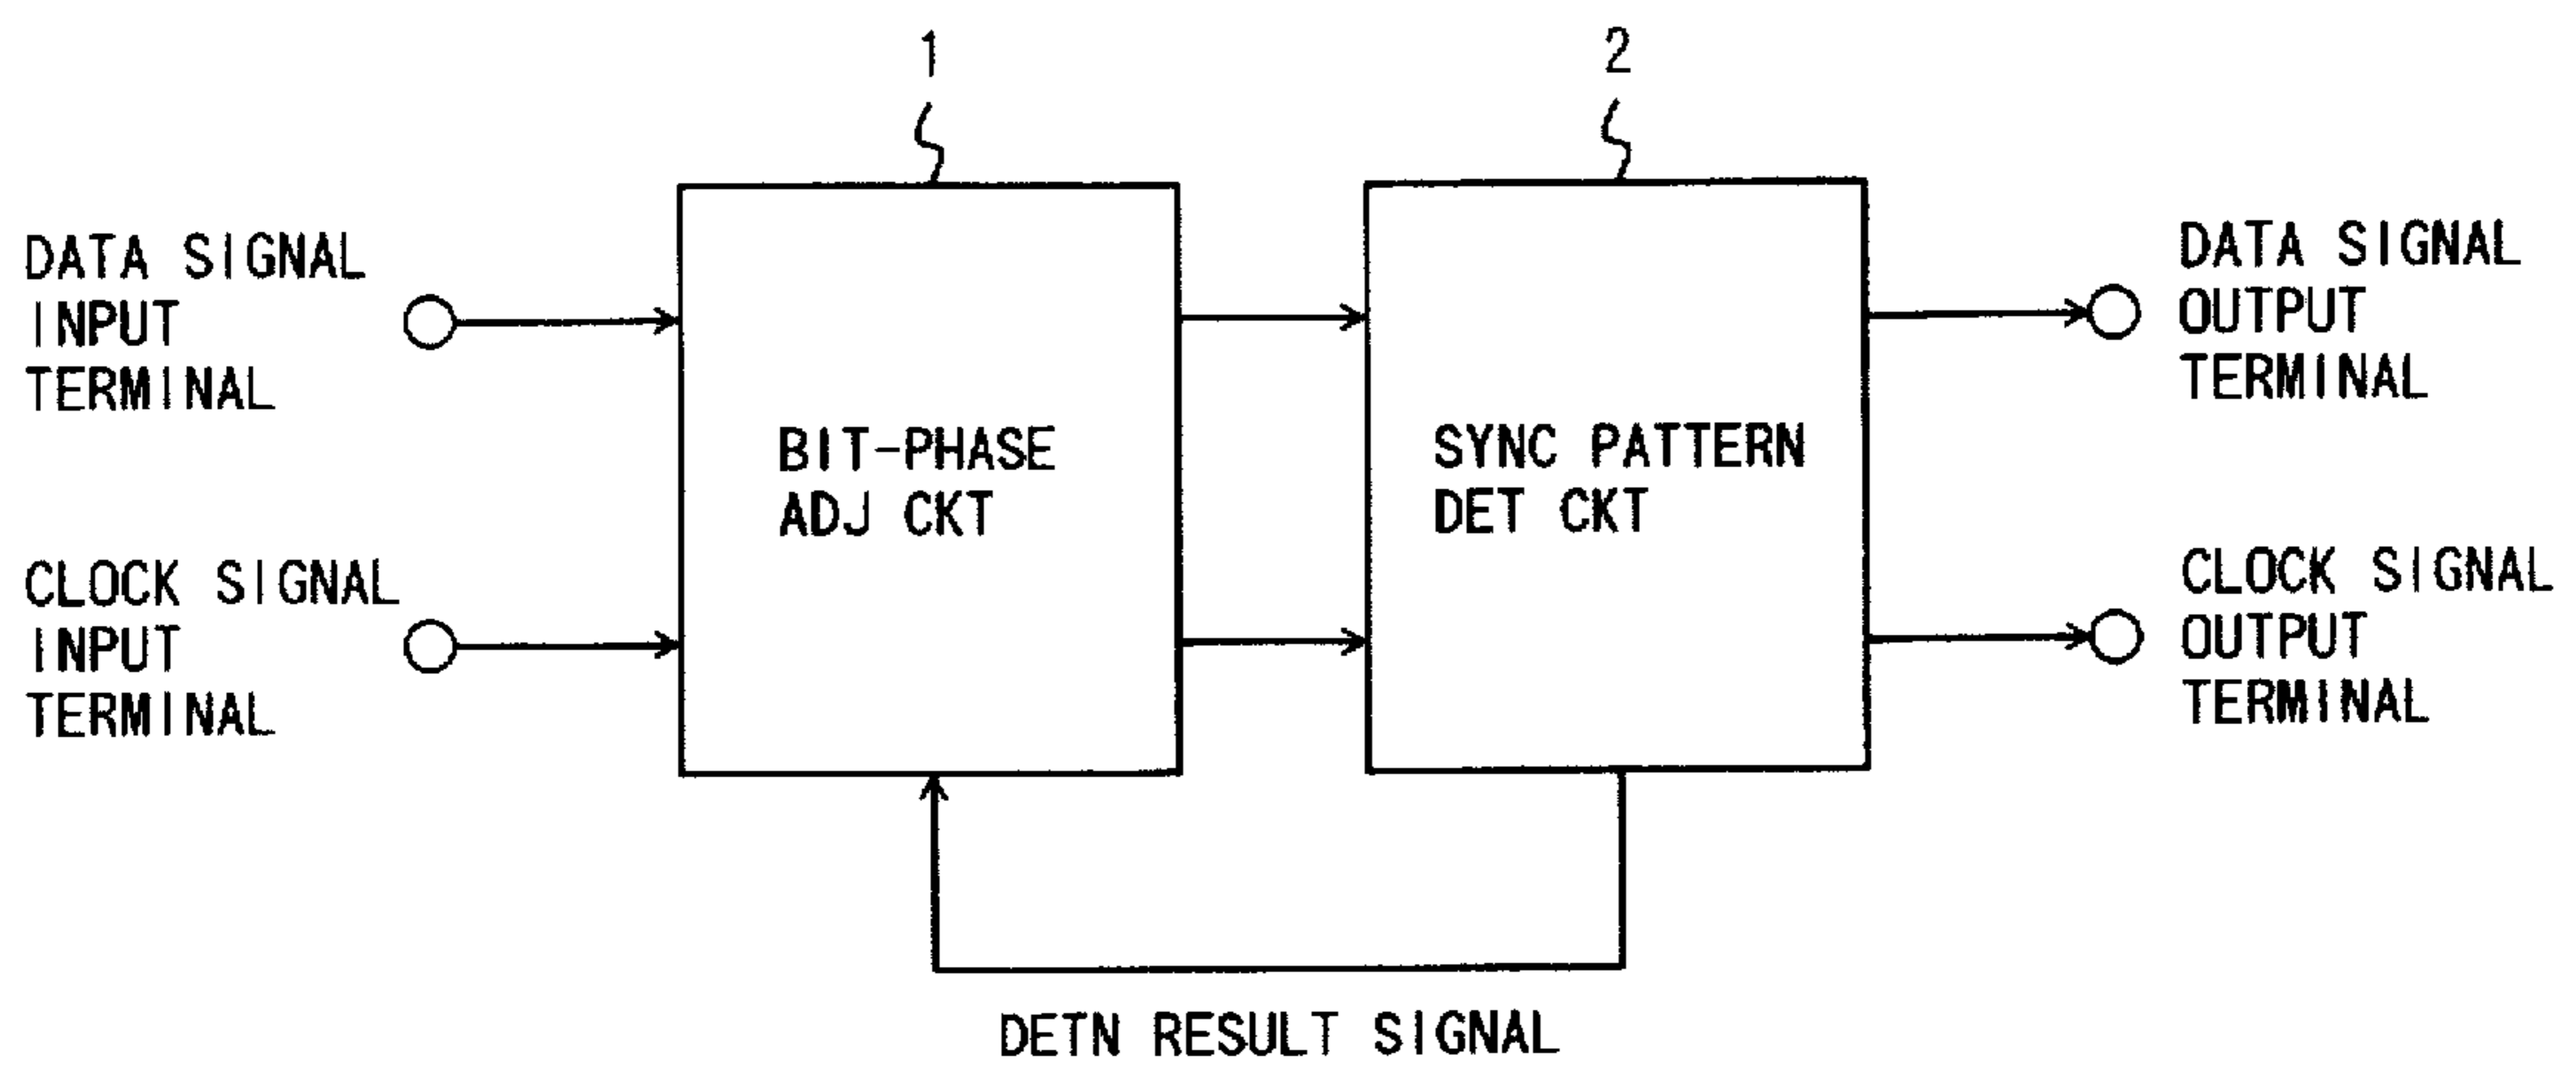 1
2
DATA SIGNAL
INPUT
TERMINAL
CLOCK SIGNAL
INPUT
TERMINAL
BIT-PHASE
ADJ CKT
SYNC PATTERN
DET CKT
DATA SIGNAL
OUTPUT
TERMINAL
CLOCK SIGNAL
OUTPUT
TERMINAL
DETN RESULT SIGNAL